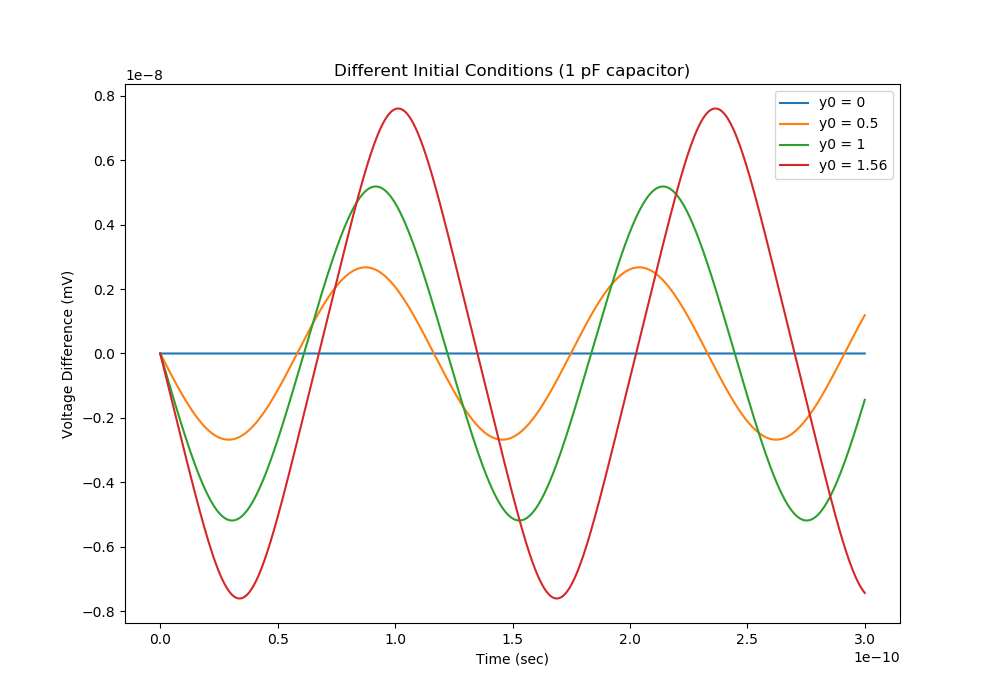 Different Initial Conditions (1 pF capacitor)
1e−8
0.8
0.6
0.4
0.2
0.0
−0.2
−0.4
−0.6
−0.8
Voltage Difference (mV)
y0 = 0
y0 = 0.5
y0 = 1
y0 = 1.56
0.0 0.5 1.0 1.5 2.0 2.5 3.0
Time (sec)
1e−10